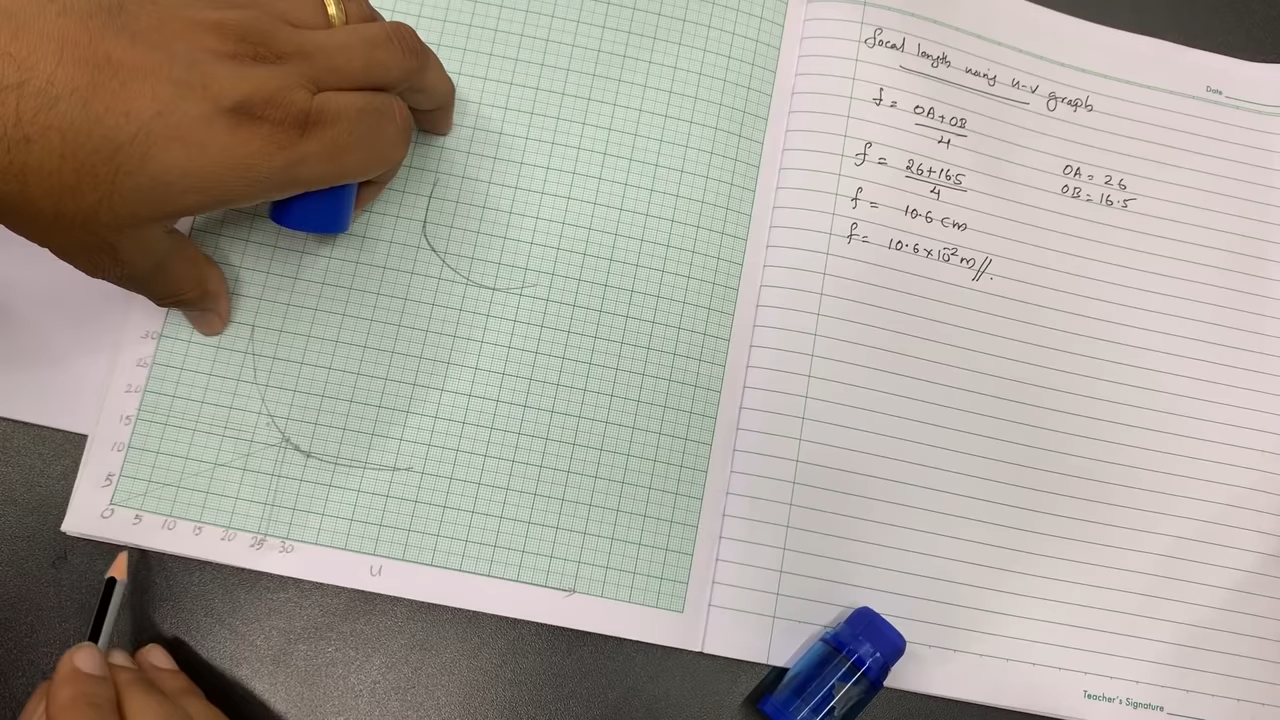 focal length using u-v graph
Date
f = OA+OB
4
f = 26+16.5
4
OA = 26
OB = 16.5
f = 10.6 cm
f = 10.6×10⁻²m//.
30
25
20
15
10
5
0 5 10 15 20 25 30
u
Teacher's Signature